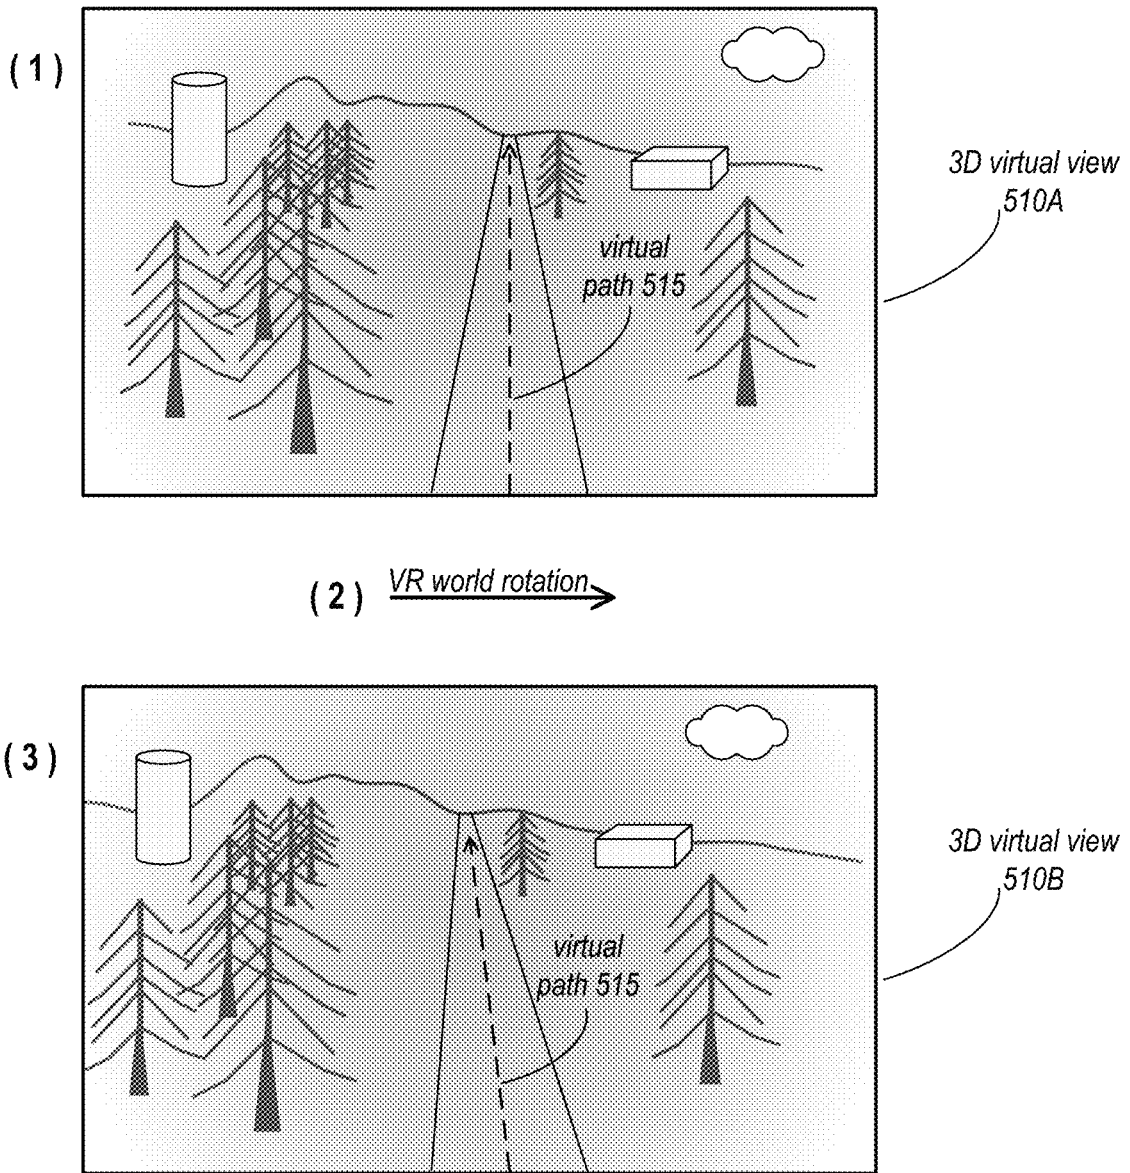 ( 1 )
3D virtual view
510A
virtual
path 515
( 2 ) VR world rotation
( 3 )
3D virtual view
510B
virtual
path 515